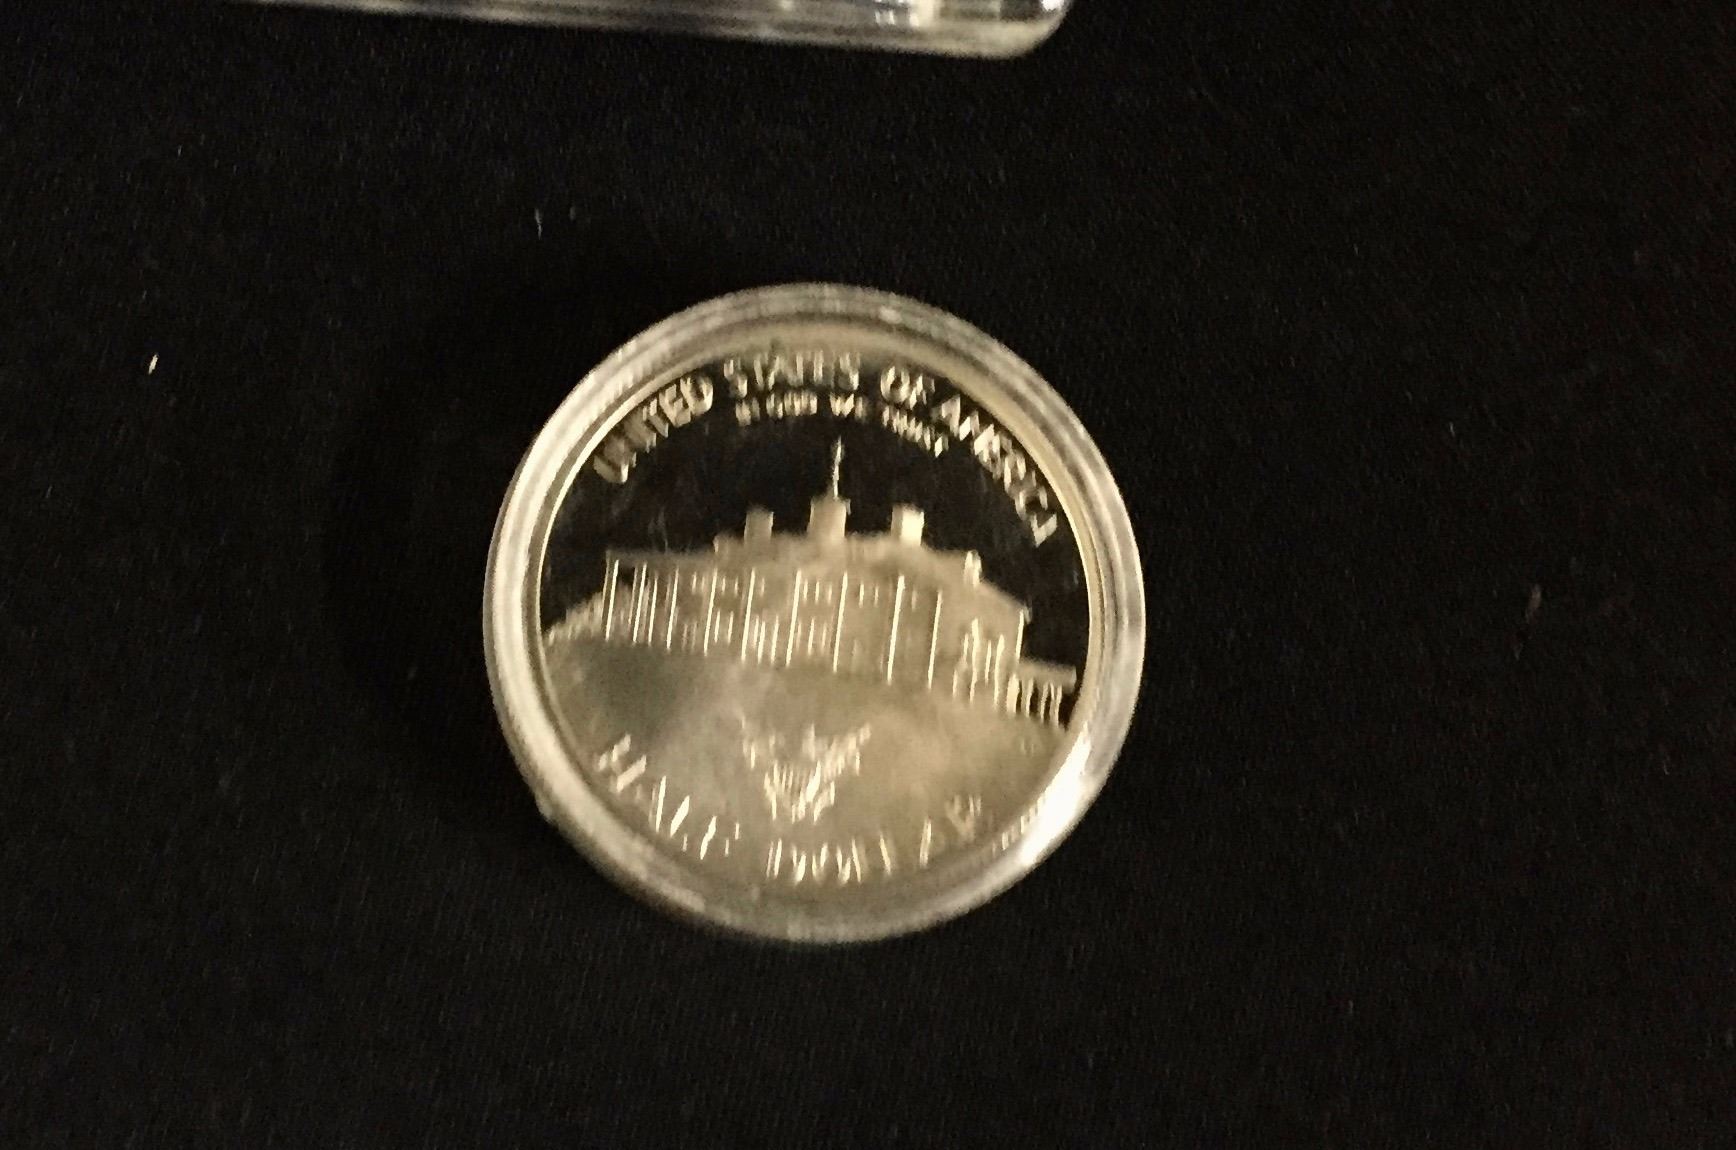 UNITED STATES OF AMERICA
IN GOD WE TRUST
HALF DOLLAR